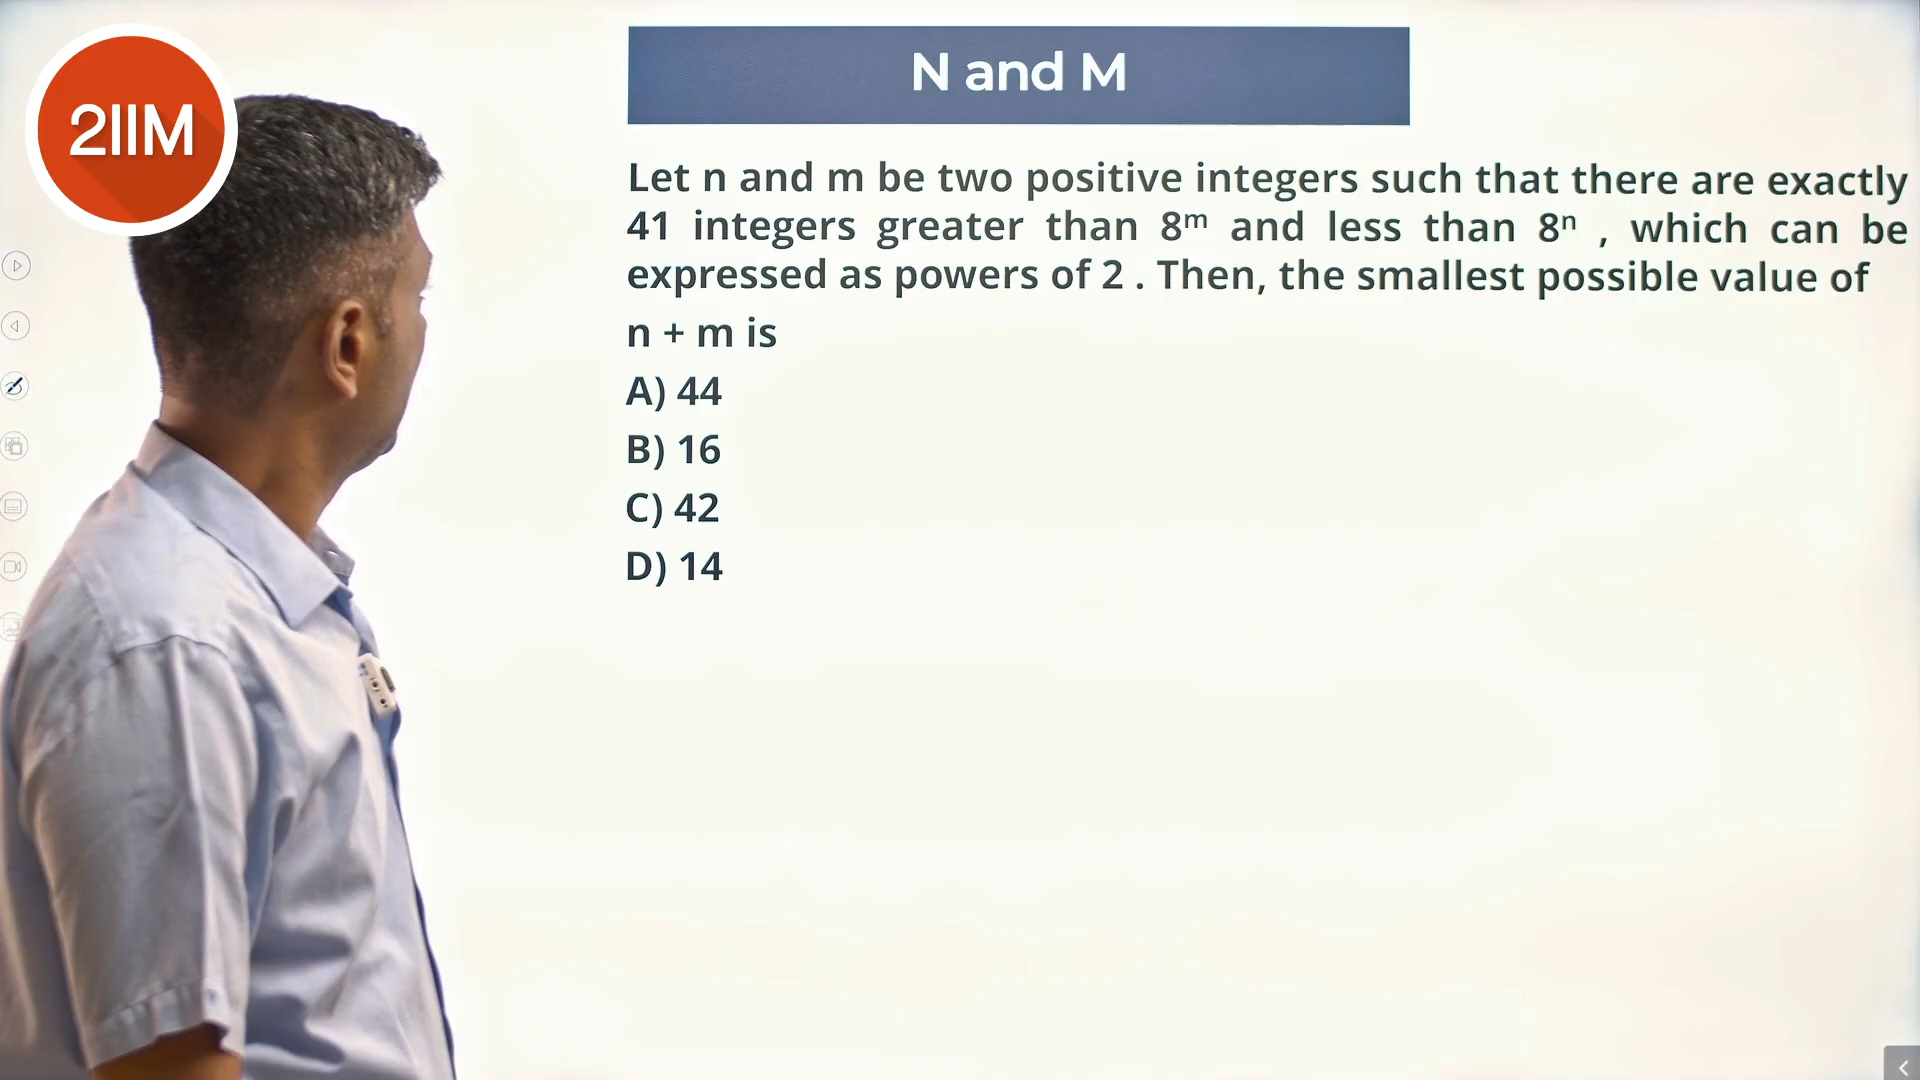 2IIM
N and M
Let n and m be two positive integers such that there are exactly
41 integers greater than 8ᵐ and less than 8ⁿ , which can be
expressed as powers of 2 . Then, the smallest possible value of
n + m is
A) 44
B) 16
C) 42
D) 14